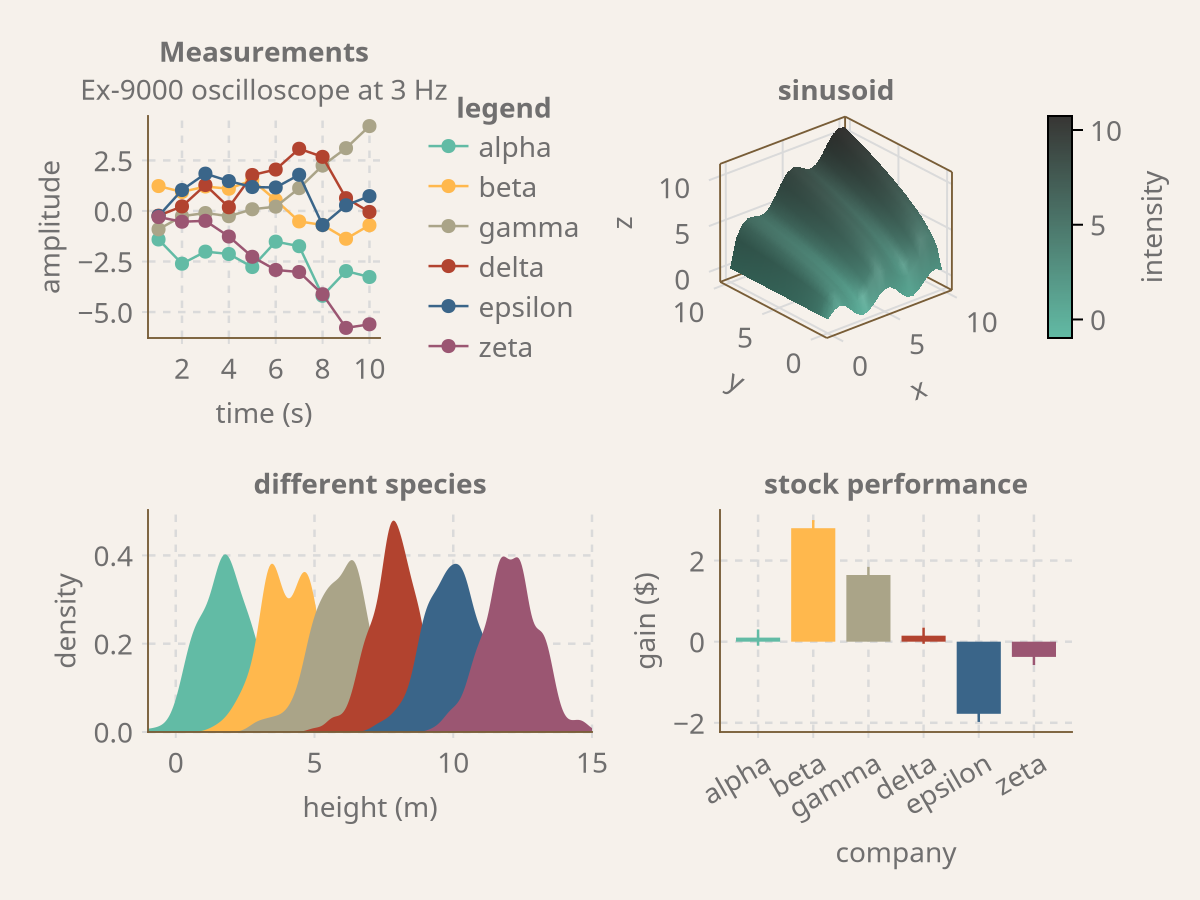 Measurements
Ex-9000 oscilloscope at 3 Hz
amplitude
2.5
0.0
−2.5
−5.0
2 4 6 8 10
time (s)
legend
alpha
beta
gamma
delta
epsilon
zeta
sinusoid
z
10
5
0
10 5 0
y
0 5 10
x
10
5
0
intensity
different species
density
0.4
0.2
0.0
0 5 10 15
height (m)
stock performance
gain ($)
2
0
−2
alpha beta gamma delta epsilon zeta
company